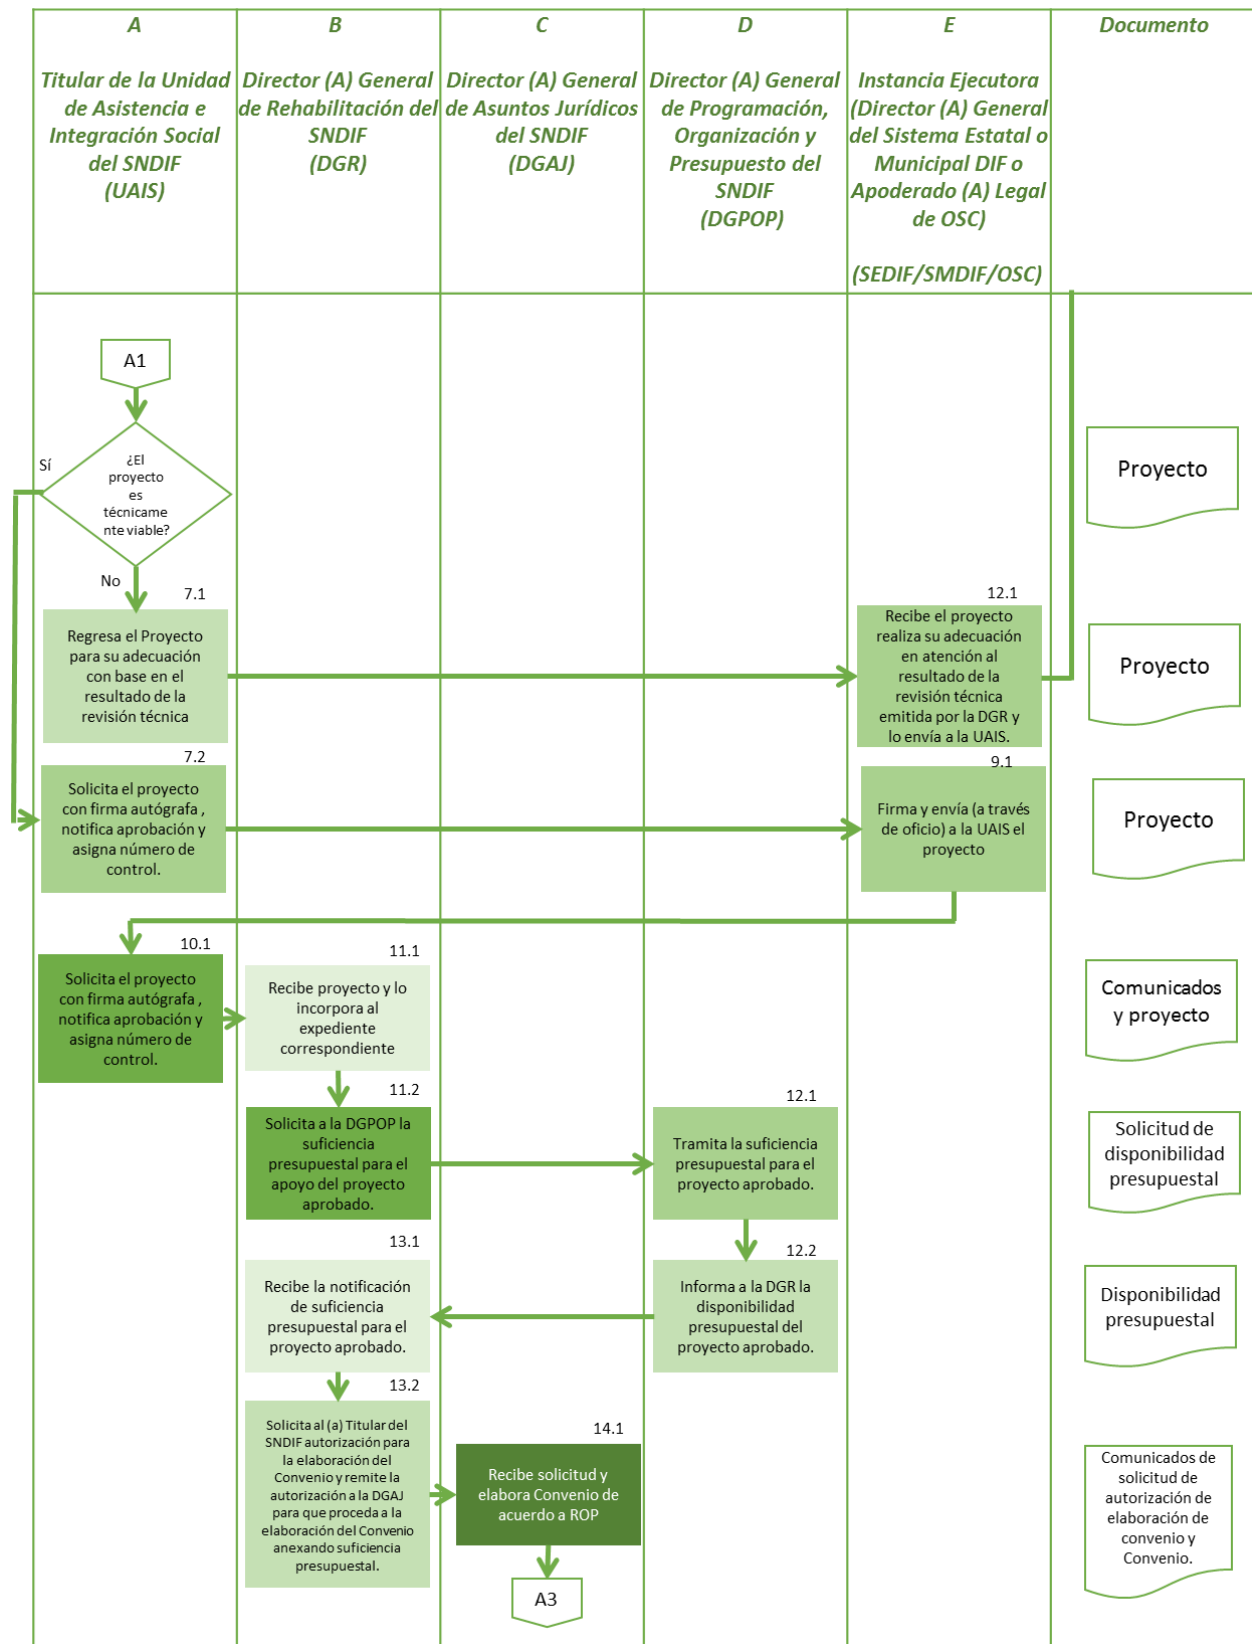 A
Titular de la Unidad
de Asistencia e
Integración Social
del SNDIF
(UAIS)
B
Director (A) General
de Rehabilitación del
SNDIF
(DGR)
C
Director (A) General
de Asuntos Jurídicos
del SNDIF
(DGAJ)
D
Director (A) General
de Programación,
Organización y
Presupuesto del
SNDIF
(DGPOP)
E
Instancia Ejecutora
(Director (A) General
del Sistema Estatal o
Municipal DIF o
Apoderado (A) Legal
de OSC)
(SEDIF/SMDIF/OSC)
Documento
A1
Sí
¿El
proyecto
es
técnicame
nte viable?
No
Proyecto
7.1
Regresa el Proyecto
para su adecuación
con base en el
resultado de la
revisión técnica
12.1
Recibe el proyecto
realiza su adecuación
en atención al
resultado de la
revisión técnica
emitida por la DGR y
lo envía a la UAIS.
Proyecto
7.2
Solicita el proyecto
con firma autógrafa ,
notifica aprobación y
asigna número de
control.
9.1
Firma y envía (a través
de oficio) a la UAIS el
proyecto
Proyecto
10.1
Solicita el proyecto
con firma autógrafa ,
notifica aprobación y
asigna número de
control.
11.1
Recibe proyecto y lo
incorpora al
expediente
correspondiente
Comunicados
y proyecto
11.2
Solicita a la DGPOP la
suficiencia
presupuestal para el
apoyo del proyecto
aprobado.
12.1
Tramita la suficiencia
presupuestal para el
proyecto aprobado.
Solicitud de
disponibilidad
presupuestal
13.1
Recibe la notificación
de suficiencia
presupuestal para el
proyecto aprobado.
12.2
Informa a la DGR la
disponibilidad
presupuestal del
proyecto aprobado.
Disponibilidad
presupuestal
13.2
Solicita al (a) Titular del
SNDIF autorización para
la elaboración del
Convenio y remite la
autorización a la DGAJ
para que proceda a la
elaboración del Convenio
anexando suficiencia
presupuestal.
14.1
Recibe solicitud y
elabora Convenio de
acuerdo a ROP
Comunicados de
solicitud de
autorización de
elaboración de
convenio y
Convenio.
A3